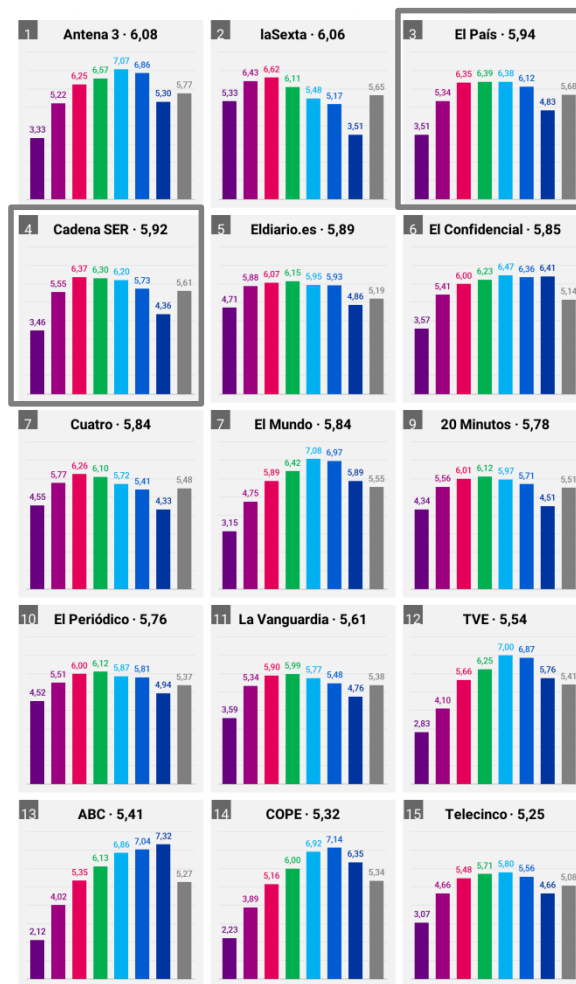 1 Antena 3 · 6,08
3,33 5,22 6,25 6,57 7,07 6,86 5,30 5,77
2 laSexta · 6,06
5,33 6,43 6,62 6,11 5,48 5,17 3,51 5,65
3 El País · 5,94
3,51 5,34 6,35 6,39 6,38 6,12 4,83 5,68
4 Cadena SER · 5,92
3,46 5,55 6,37 6,30 6,20 5,73 4,36 5,61
5 Eldiario.es · 5,89
4,71 5,88 6,07 6,15 5,95 5,93 4,86 5,19
6 El Confidencial · 5,85
3,57 5,41 6,00 6,23 6,47 6,36 6,41 5,14
7 Cuatro · 5,84
4,55 5,77 6,26 6,10 5,72 5,41 4,33 5,48
7 El Mundo · 5,84
3,15 4,75 5,89 6,42 7,08 6,97 5,89 5,55
9 20 Minutos · 5,78
4,34 5,56 6,01 6,12 5,97 5,71 4,51 5,51
10 El Periódico · 5,76
4,52 5,51 6,00 6,12 5,87 5,81 4,94 5,37
11 La Vanguardia · 5,61
3,59 5,34 5,90 5,99 5,77 5,48 4,76 5,38
12 TVE · 5,54
2,83 4,10 5,66 6,25 7,00 6,87 5,76 5,41
13 ABC · 5,41
2,12 4,02 5,35 6,13 6,86 7,04 7,32 5,27
14 COPE · 5,32
2,23 3,89 5,16 6,00 6,92 7,14 6,35 5,34
15 Telecinco · 5,25
3,07 4,66 5,48 5,71 5,80 5,56 4,66 5,08